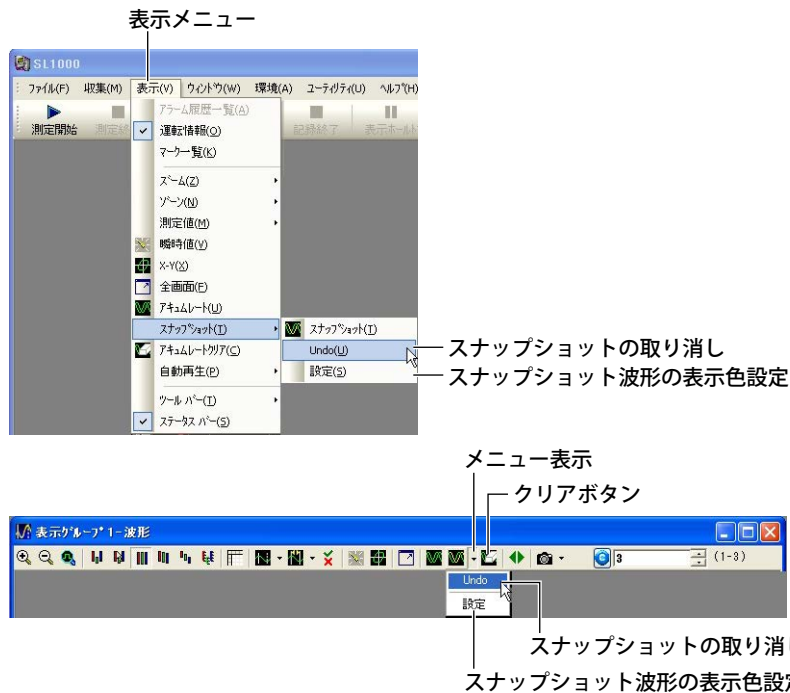 表示メニュー
SL1000
ファイル(F) 収集(M) 表示(V) ウィンドウ(W) 環境(A) ユーティリティ(U) ヘルプ(H)
測定開始 測定終 記録終了 表示ホールト
アラーム履歴一覧(A)
運転情報(O)
マーク一覧(K)
ズーム(Z)
ゾーン(N)
測定値(M)
瞬時値(V)
X-Y(X)
全画面(F)
アキュムレート(U)
スナップショット(T) スナップショット(T)
アキュムレートクリア(C) Undo(U) スナップショットの取り消し
自動再生(P) 設定(S) スナップショット波形の表示色設定
ツール バー(T)
ステータス バー(S)
メニュー表示
クリアボタン
表示グループ1-波形
3 (1-3)
Undo
設定
スナップショットの取り消し
スナップショット波形の表示色設定